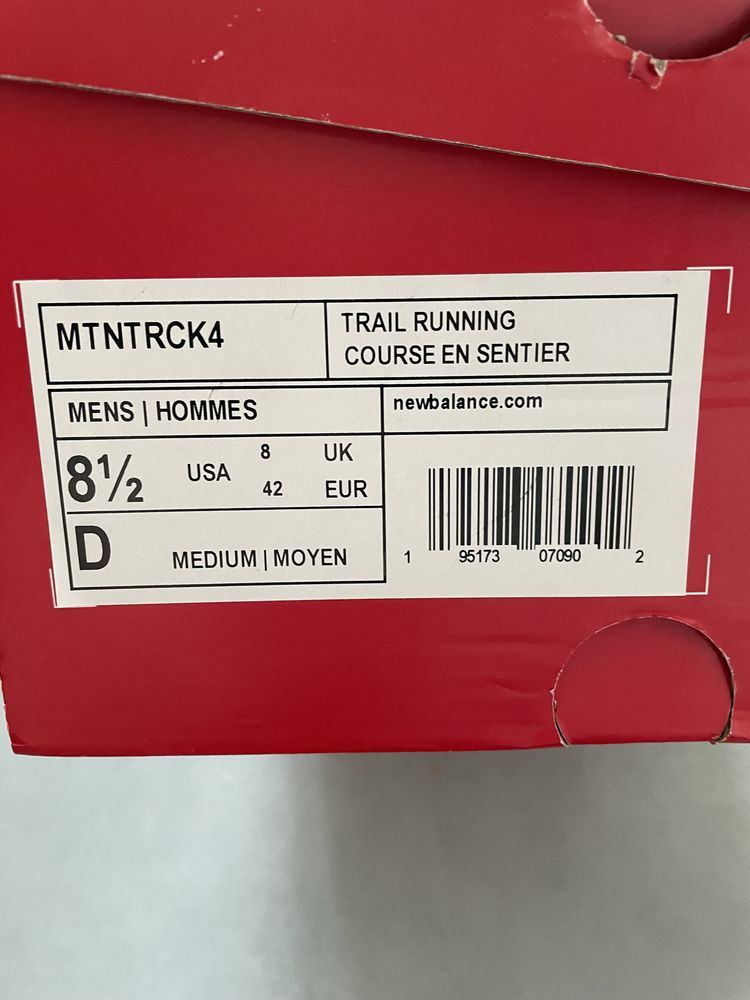 MTNTRCK4
TRAIL RUNNING
COURSE EN SENTIER
MENS | HOMMES
newbalance.com
8½ USA
8 UK
42 EUR
D MEDIUM | MOYEN
1 95173 07090 2